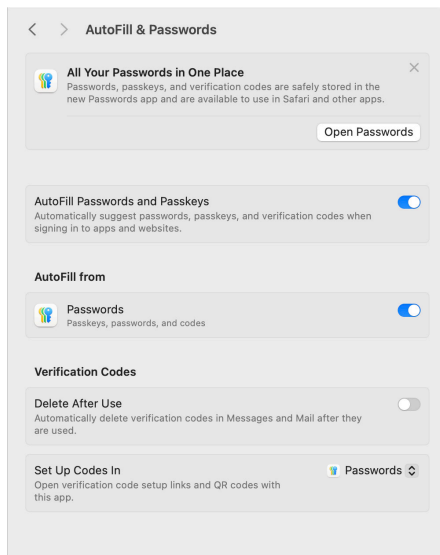 AutoFill & Passwords
All Your Passwords in One Place
Passwords, passkeys, and verification codes are safely stored in the
new Passwords app and are available to use in Safari and other apps.
Open Passwords
AutoFill Passwords and Passkeys
Automatically suggest passwords, passkeys, and verification codes when
signing in to apps and websites.
AutoFill from
Passwords
Passkeys, passwords, and codes
Verification Codes
Delete After Use
Automatically delete verification codes in Messages and Mail after they
are used.
Set Up Codes In
Passwords
Open verification code setup links and QR codes with
this app.